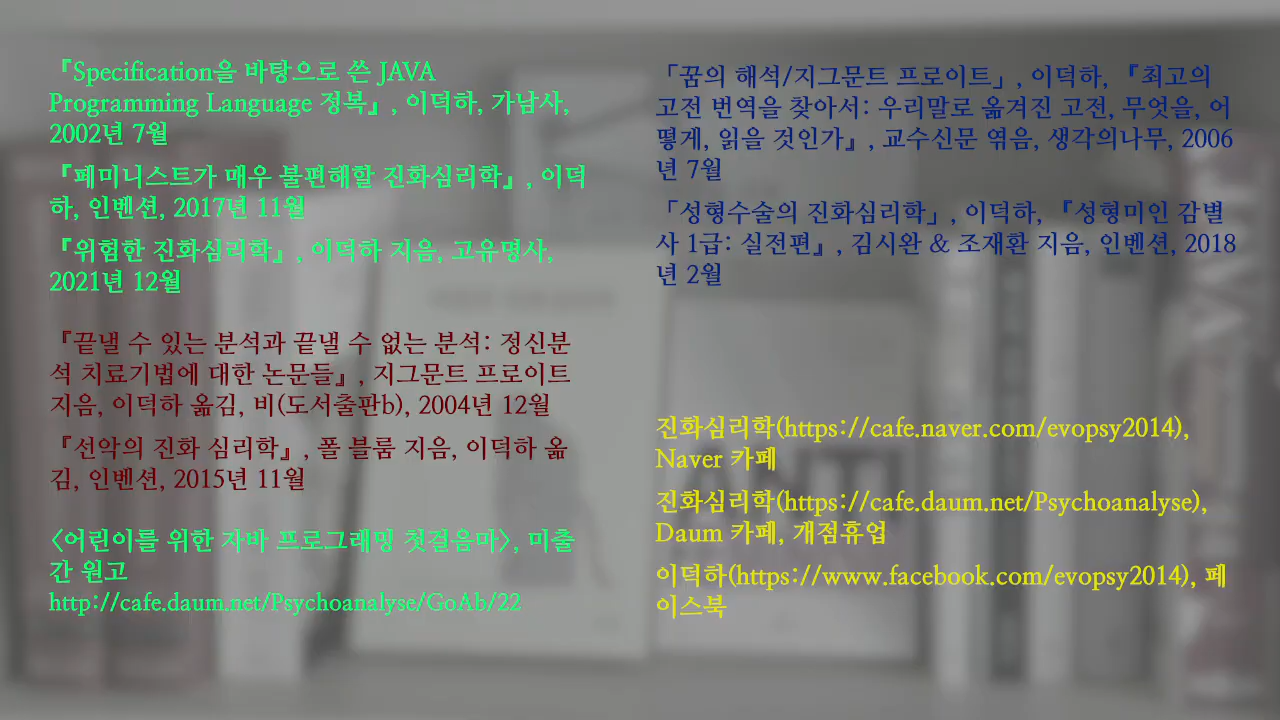 『Specification을 바탕으로 쓴 JAVA
Programming Language 정복』, 이덕하, 가남사,
2002년 7월
『페미니스트가 매우 불편해할 진화심리학』, 이덕
하, 인벤션, 2017년 11월
『위험한 진화심리학』, 이덕하 지음, 고유명사,
2021년 12월
『끝낼 수 있는 분석과 끝낼 수 없는 분석: 정신분
석 치료기법에 대한 논문들』, 지그문트 프로이트
지음, 이덕하 옮김, 비(도서출판b), 2004년 12월
『선악의 진화 심리학』, 폴 블룸 지음, 이덕하 옮
김, 인벤션, 2015년 11월
〈어린이를 위한 자바 프로그래밍 첫걸음마〉, 미출
간 원고
http://cafe.daum.net/Psychoanalyse/GoAb/22
「꿈의 해석/지그문트 프로이트」, 이덕하, 『최고의
고전 번역을 찾아서: 우리말로 옮겨진 고전, 무엇을, 어
떻게, 읽을 것인가』, 교수신문 엮음, 생각의나무, 2006
년 7월
「성형수술의 진화심리학」, 이덕하, 『성형미인 감별
사 1급: 실전편』, 김시완 & 조재환 지음, 인벤션, 2018
년 2월
진화심리학(https://cafe.naver.com/evopsy2014),
Naver 카페
진화심리학(https://cafe.daum.net/Psychoanalyse),
Daum 카페, 개점휴업
이덕하(https://www.facebook.com/evopsy2014), 페
이스북